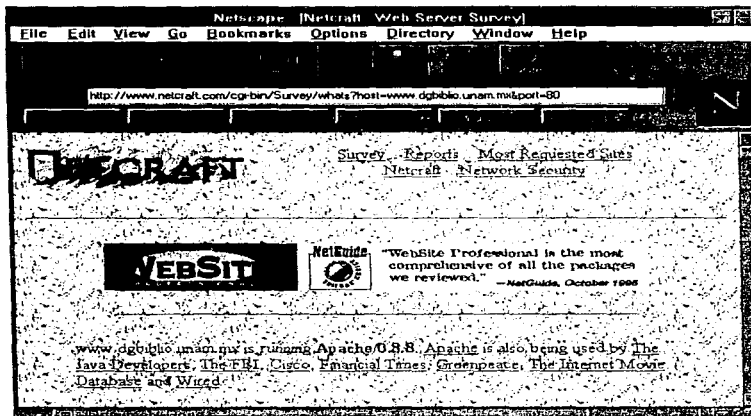 Netscape [Netcraft Web Server Survey]
File Edit View Go Bookmarks Options Directory Window Help
http://www.netcraft.com/cgi-bin/Survey/whats?host=www.dgbiblio.unam.mx&port=80
NETCRAFT
Survey Reports Most Requested Sites
Netcraft Network Security
WEBSIT
NetGuide
"WebSite Professional is the most
comprehensive of all the packages
we reviewed."
—NetGuide, October 1996
www.dgbiblio.unam.mx is running Apache/0.8.8. Apache is also being used by The
Java Developers, The FBI, Cisco, Financial Times, Greenpeace, The Internet Movie
Database and Wired.